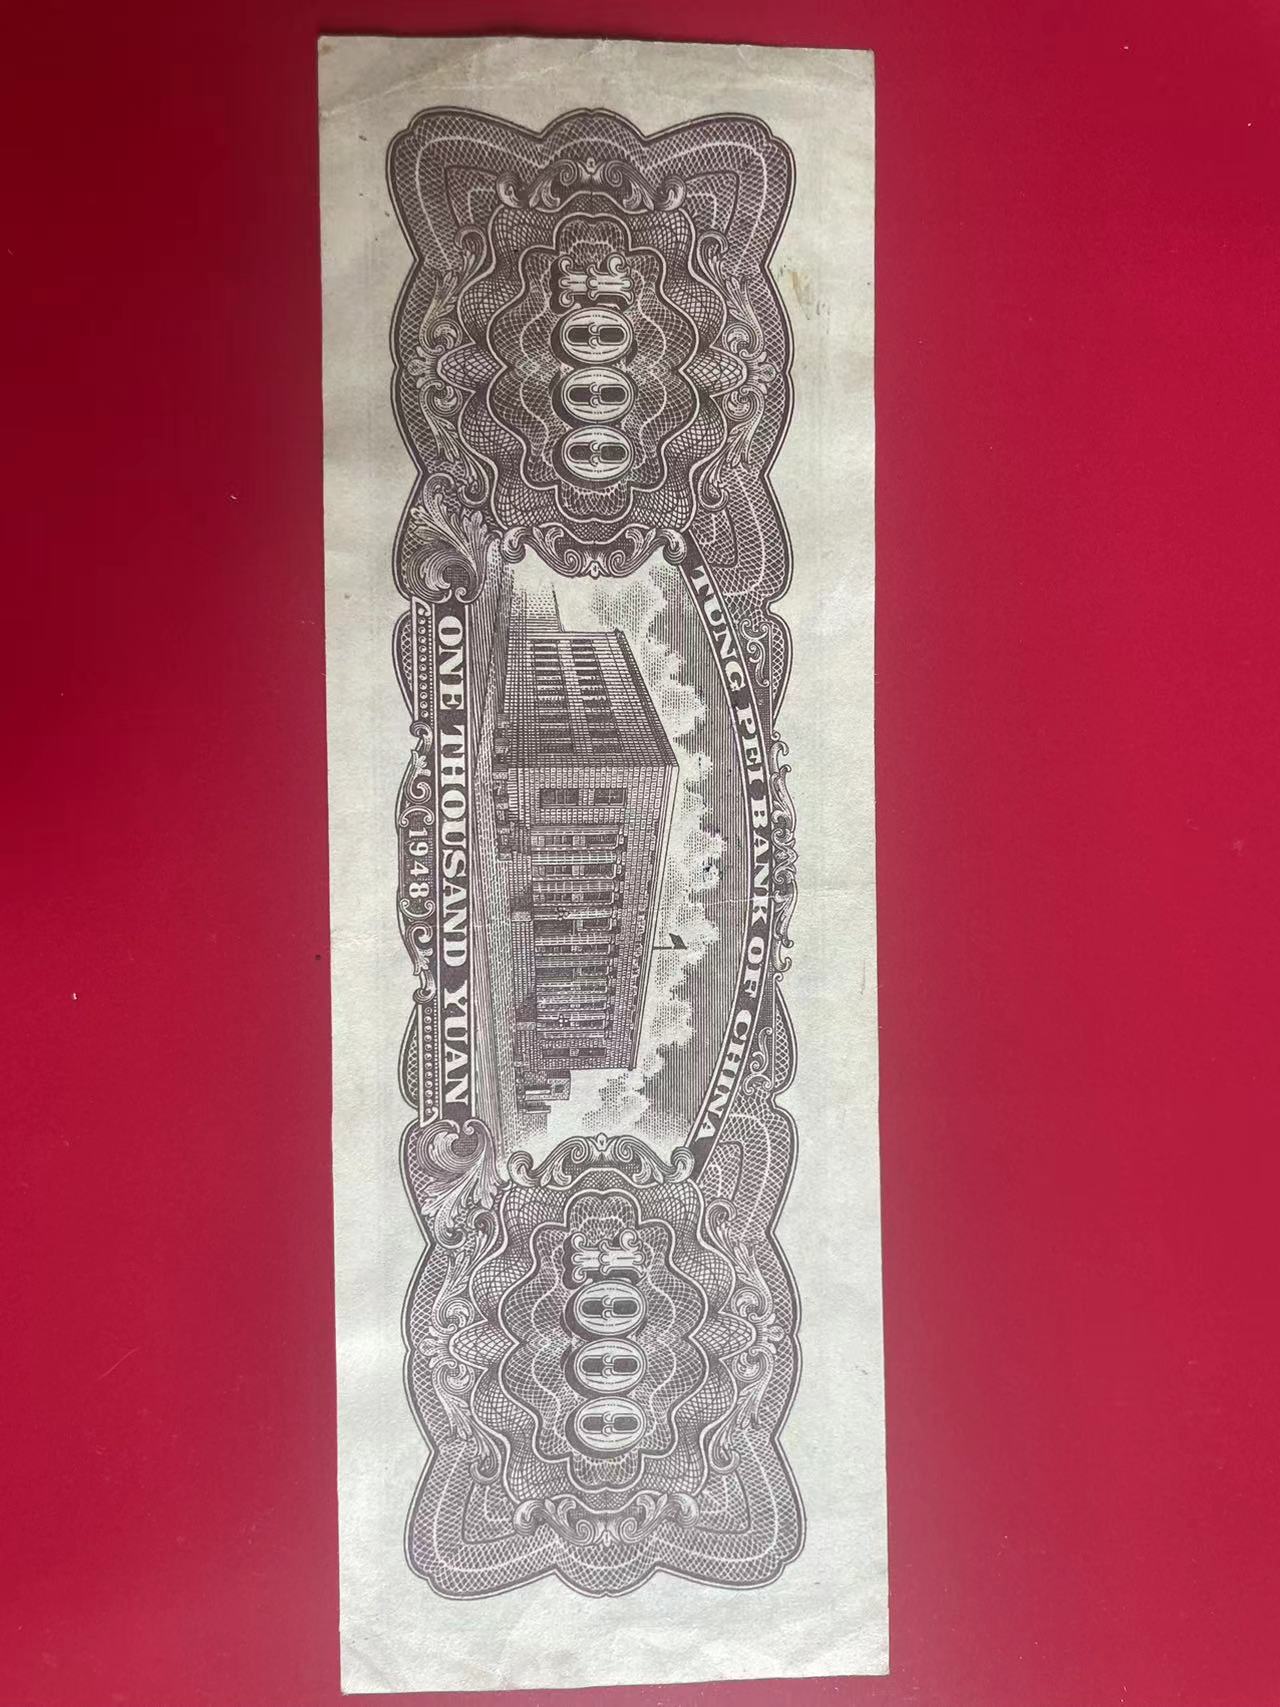 TUNG PEI BANK OF CHINA
1000
1000
ONE THOUSAND YUAN
1948